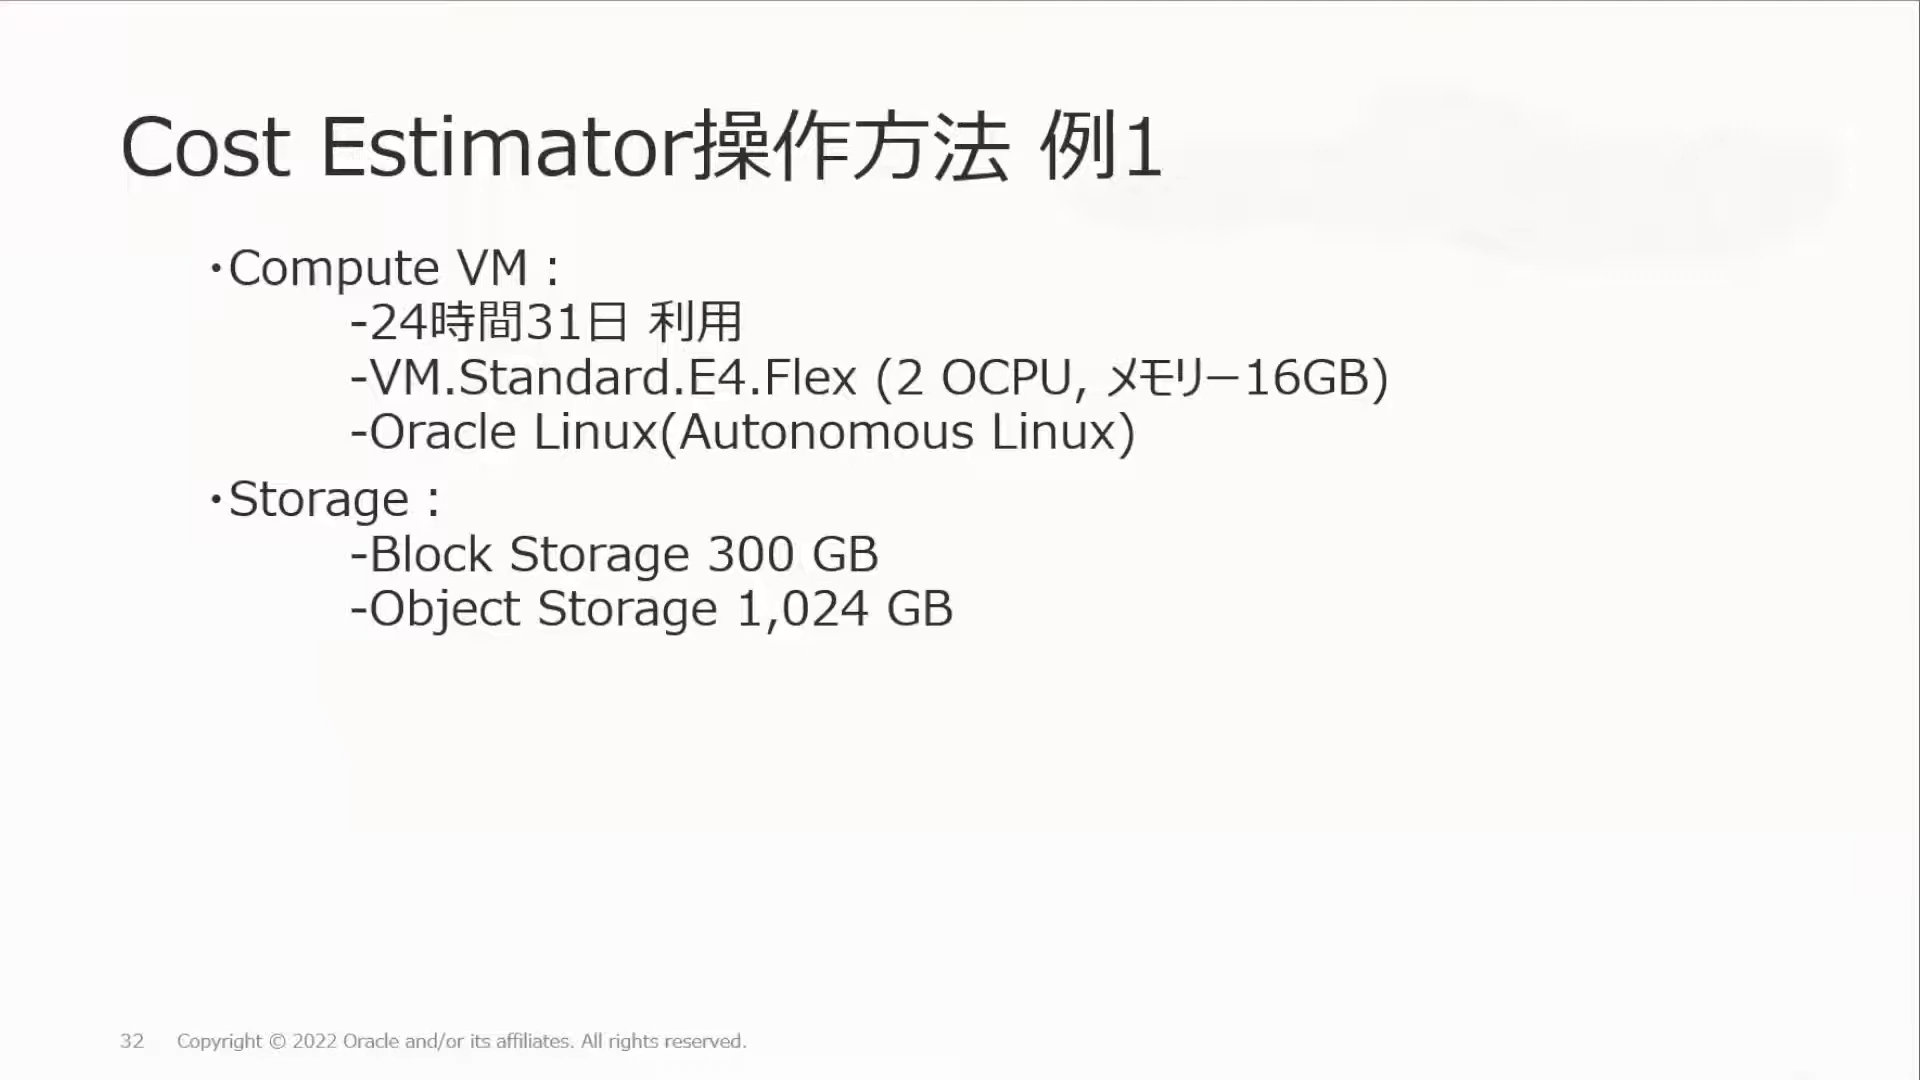 Cost Estimator操作方法 例1
・Compute VM :
-24時間31日 利用
-VM.Standard.E4.Flex (2 OCPU, メモリー16GB)
-Oracle Linux(Autonomous Linux)
・Storage :
-Block Storage 300 GB
-Object Storage 1,024 GB
32 Copyright © 2022 Oracle and/or its affiliates. All rights reserved.